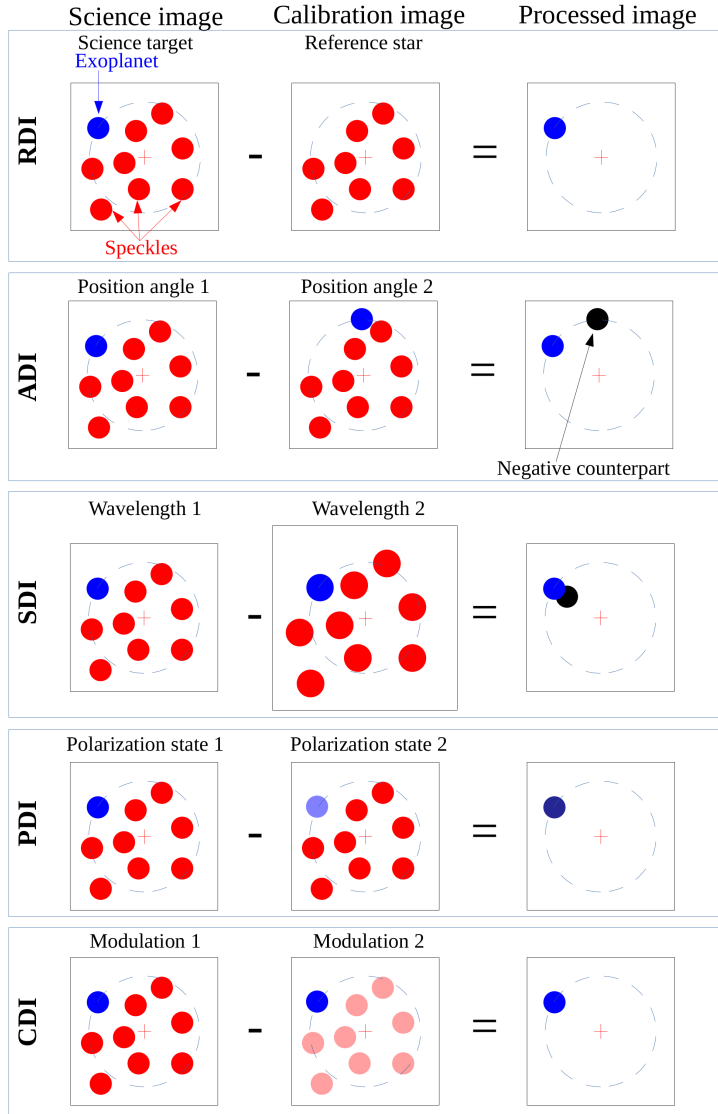 Science image
Calibration image
Processed image
RDI
Science target
Reference star
Exoplanet
-
=
Speckles
ADI
Position angle 1
Position angle 2
-
=
Negative counterpart
SDI
Wavelength 1
Wavelength 2
-
=
PDI
Polarization state 1
Polarization state 2
-
=
CDI
Modulation 1
Modulation 2
-
=